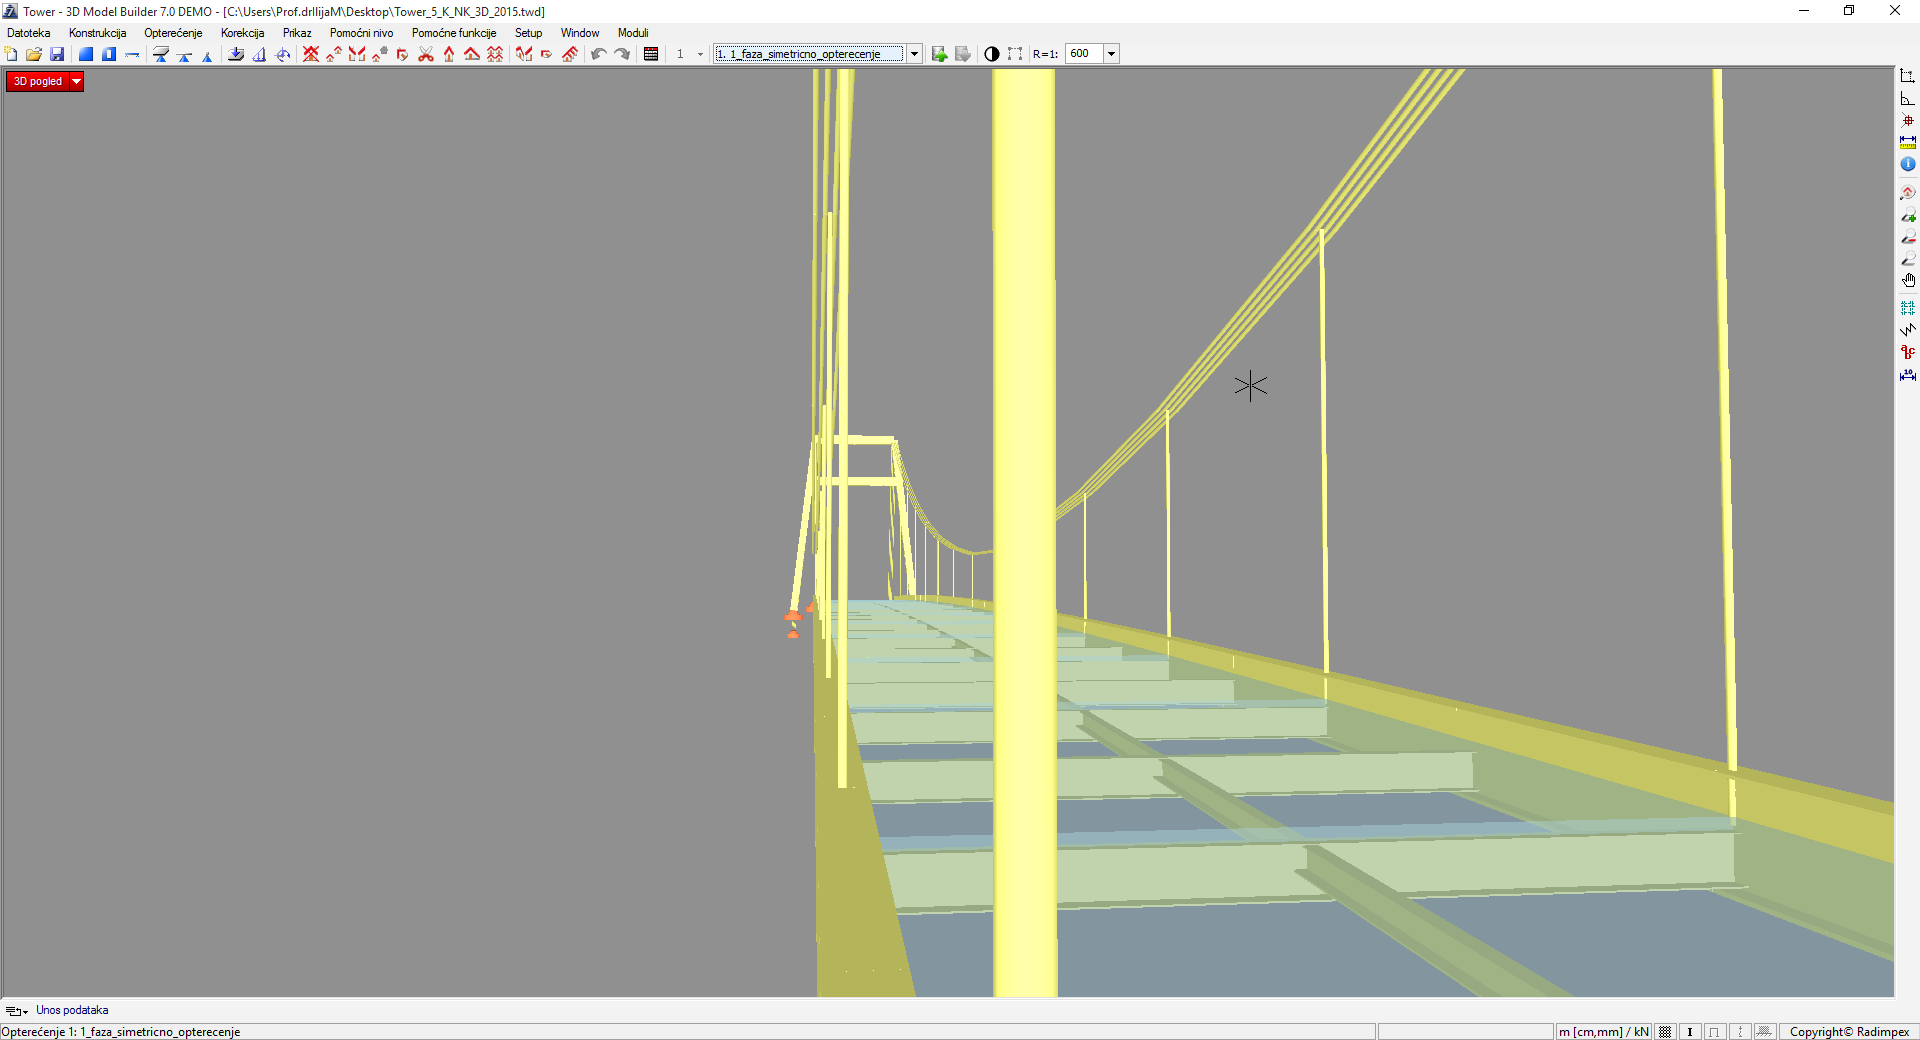 Tower - 3D Model Builder 7.0 DEMO - [C:\Users\Prof.drIlijaM\Desktop\Tower_5_K_NK_3D_2015.twd]
Datoteka Konstrukcija Opterećenje Korekcija Prikaz Pomoćni nivo Pomoćne funkcije Setup Window Moduli
1 1. 1_faza_simetricno_opterecenje R=1: 600
3D pogled
Unos podataka
Opterećenje 1: 1_faza_simetricno_opterecenje m [cm,mm] / kN Copyright© Radimpex